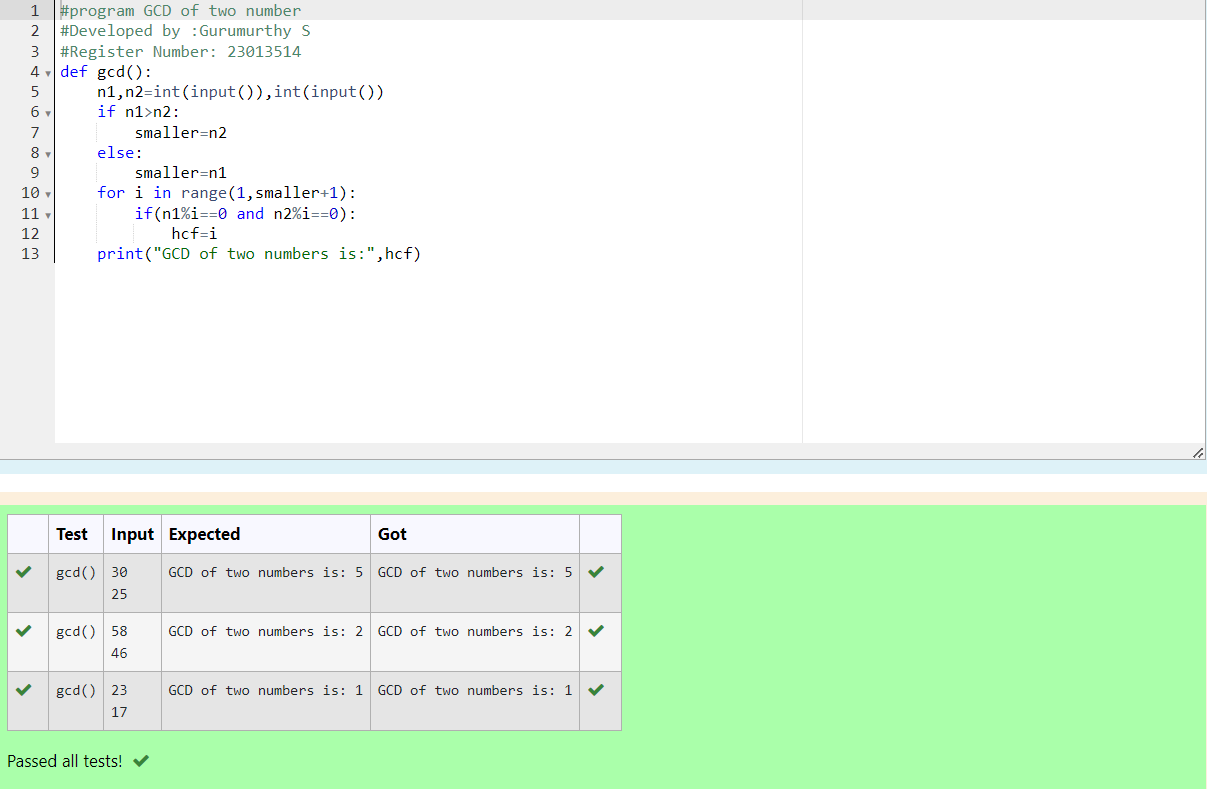 1 #program GCD of two number
2 #Developed by :Gurumurthy S
3 #Register Number: 23013514
4 def gcd():
5     n1,n2=int(input()),int(input())
6     if n1>n2:
7         smaller=n2
8     else:
9         smaller=n1
10     for i in range(1,smaller+1):
11         if(n1%i==0 and n2%i==0):
12             hcf=i
13     print("GCD of two numbers is:",hcf)
Test Input Expected Got
gcd() 30 GCD of two numbers is: 5 GCD of two numbers is: 5
25
gcd() 58 GCD of two numbers is: 2 GCD of two numbers is: 2
46
gcd() 23 GCD of two numbers is: 1 GCD of two numbers is: 1
17
Passed all tests!